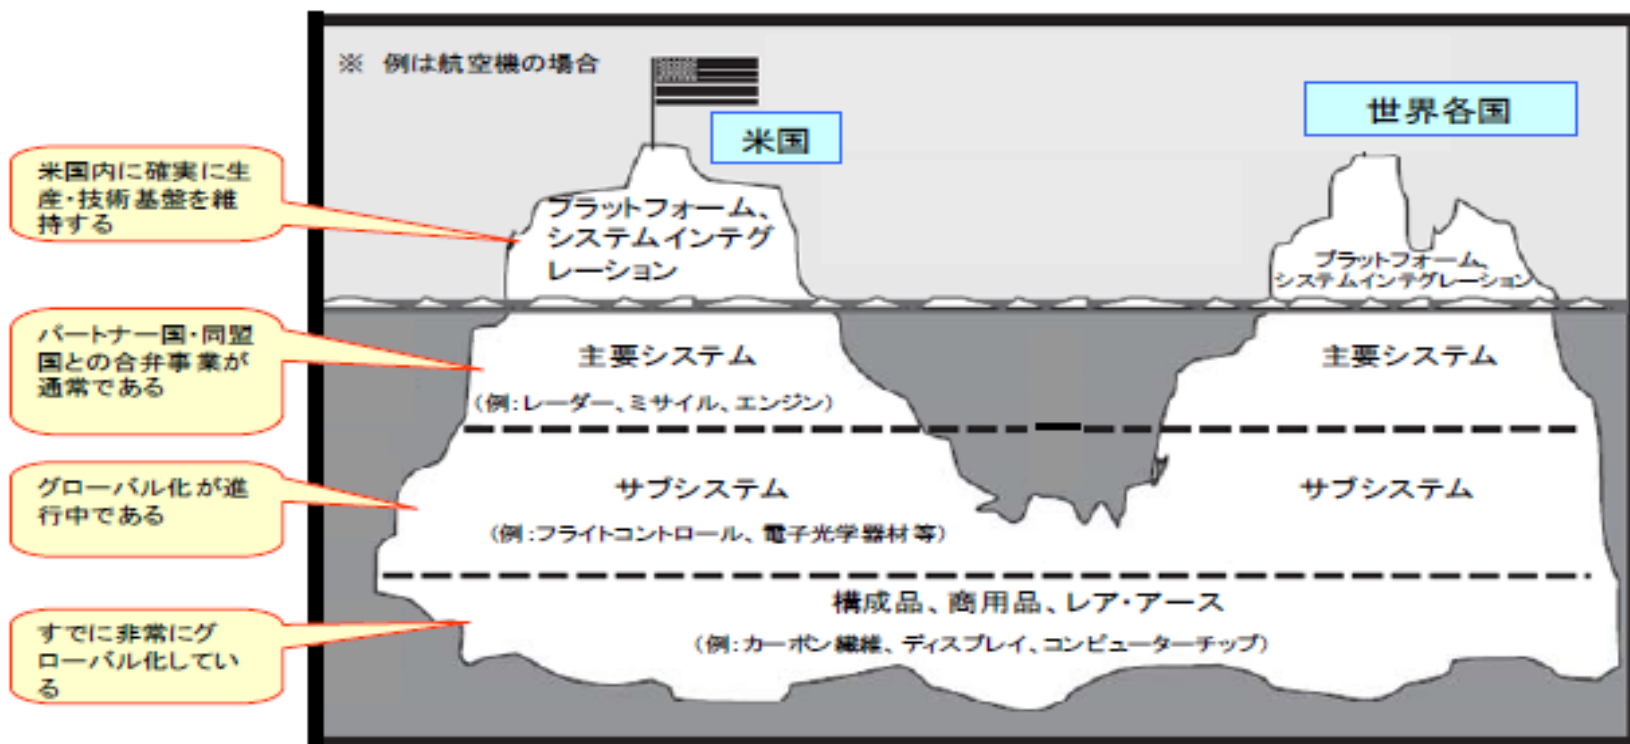 ※ 例は航空機の場合
米国
世界各国
米国内に確実に生
産・技術基盤を維
持する
プラットフォーム、
システムインテグ
レーション
プラットフォーム、
システムインテグレーション
パートナー国・同盟
国との合弁事業が
通常である
主要システム
(例:レーダー、ミサイル、エンジン)
主要システム
グローバル化が進
行中である
サブシステム
(例:フライトコントロール、電子光学器材等)
サブシステム
すでに非常にグ
ローバル化してい
る
構成品、商用品、レア・アース
(例:カーボン繊維、ディスプレイ、コンピューターチップ)